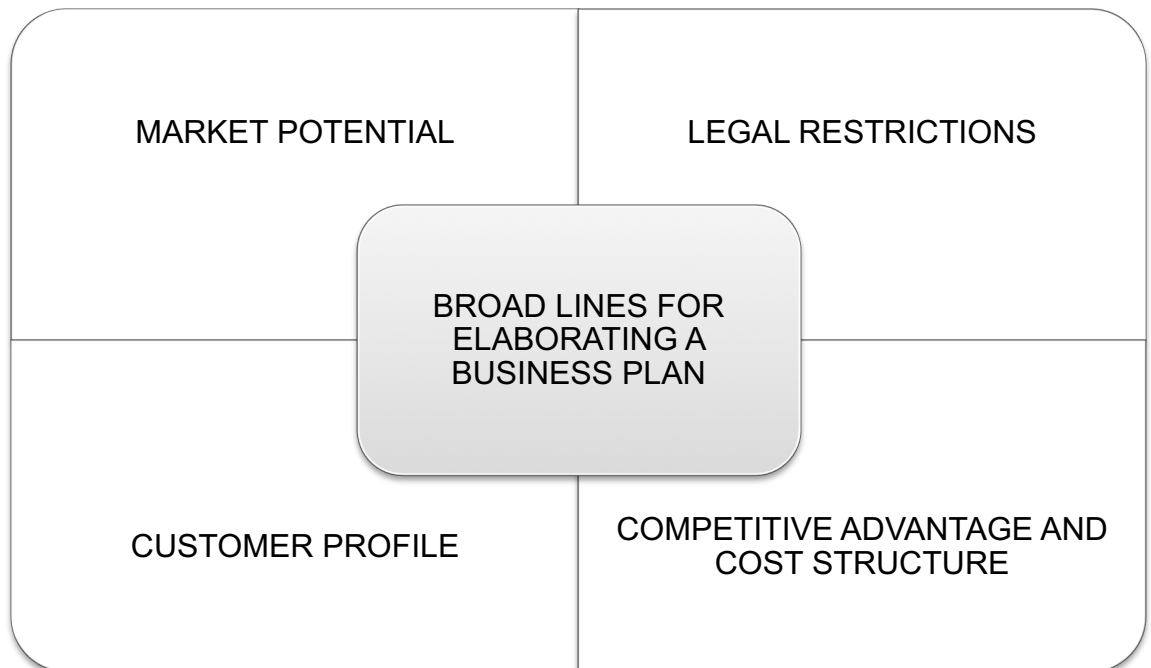 MARKET POTENTIAL
LEGAL RESTRICTIONS
BROAD LINES FOR
ELABORATING A
BUSINESS PLAN
CUSTOMER PROFILE
COMPETITIVE ADVANTAGE AND
COST STRUCTURE